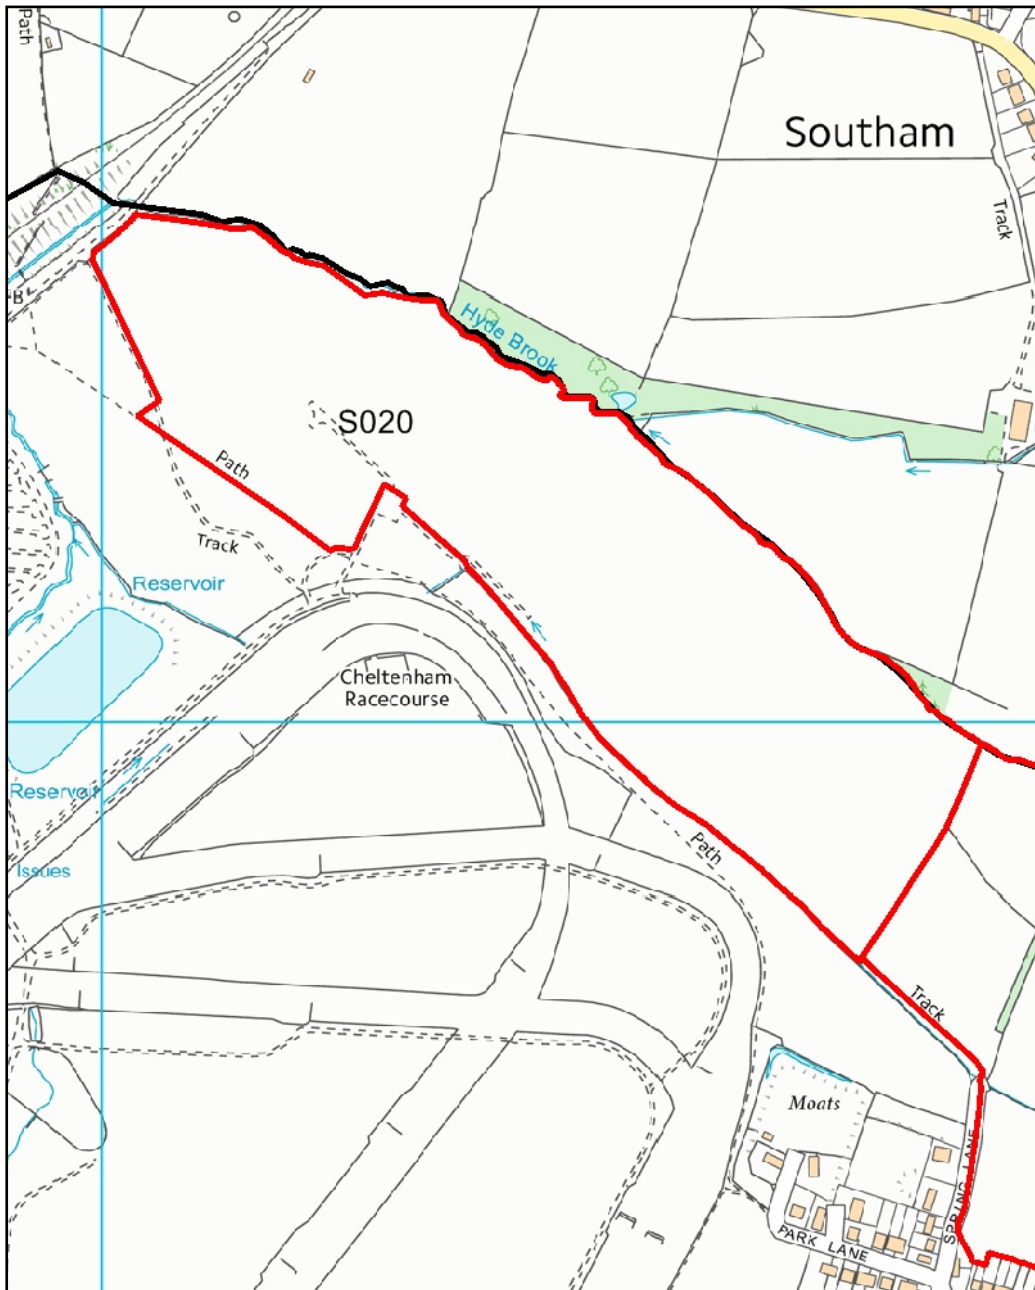 Path
Southam
Track
B
Hyde Brook
S020
Path
Track
Reservoir
Cheltenham
Racecourse
Reservoir
Path
Issues
Track
Moats
SPRING LANE
PARK LANE